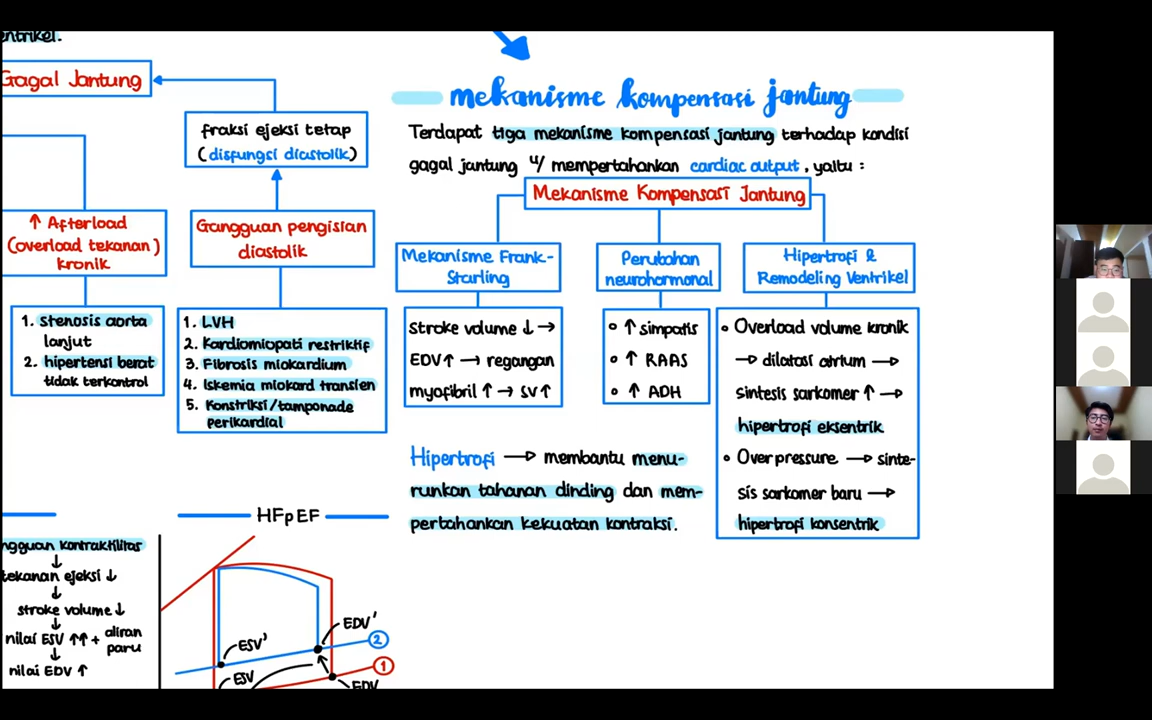 entrikel.
Gagal Jantung
fraksi ejeksi tetap
(disfungsi diastolik)
↑ Afterload
(overload tekanan)
kronik
Gangguan pengisian
diastolik
1. stenosis aorta
lanjut
2. hipertensi berat
tidak terkontrol
1. LVH
2. Kardiomiopati restriktif
3. Fibrosis miokardium
4. Iskemia miokard transien
5. Konstriksi/tamponade
perikardial
mekanisme kompensasi jantung
Terdapat tiga mekanisme kompensasi jantung terhadap kondisi
gagal jantung u/ mempertahankan cardiac output, yaitu :
Mekanisme Kompensasi Jantung
Mekanisme Frank-
Starling
stroke volume ↓ →
EDV↑ → regangan
myofibril ↑ → SV↑
Perubahan
neurohormonal
↑ simpatis
↑ RAAS
↑ ADH
Hipertrofi &
Remodeling Ventrikel
Overload volume kronik
→ dilatasi atrium →
sintesis sarkomer ↑ →
hipertrofi eksentrik
Overpressure → sinte-
sis sarkomer baru →
hipertrofi konsentrik
Hipertrofi → membantu menu-
runkan tahanan dinding dan mem-
pertahankan kekuatan kontraksi.
ngguan kontraktilitas
↓
tekanan ejeksi ↓
↓
stroke volume ↓
↓
nilai ESV ↑↑ + aliran
paru
↓
nilai EDV ↑
HFpEF
EDV'
2
ESV'
1
ESV
EDV